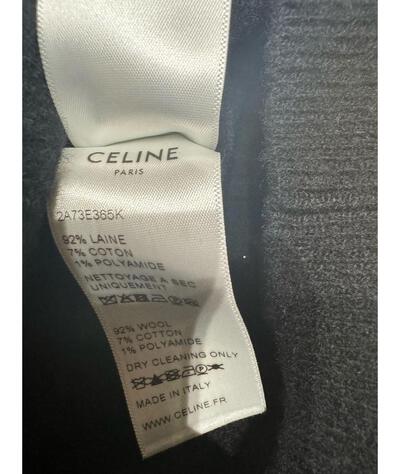 CELINE
PARIS
2A73E365K
92% LAINE
7% COTON
1% POLYAMIDE
NETTOYAGE A SEC
UNIQUEMENT
92% WOOL
7% COTTON
1% POLYAMIDE
DRY CLEANING ONLY
MADE IN ITALY
WWW.CELINE.FR